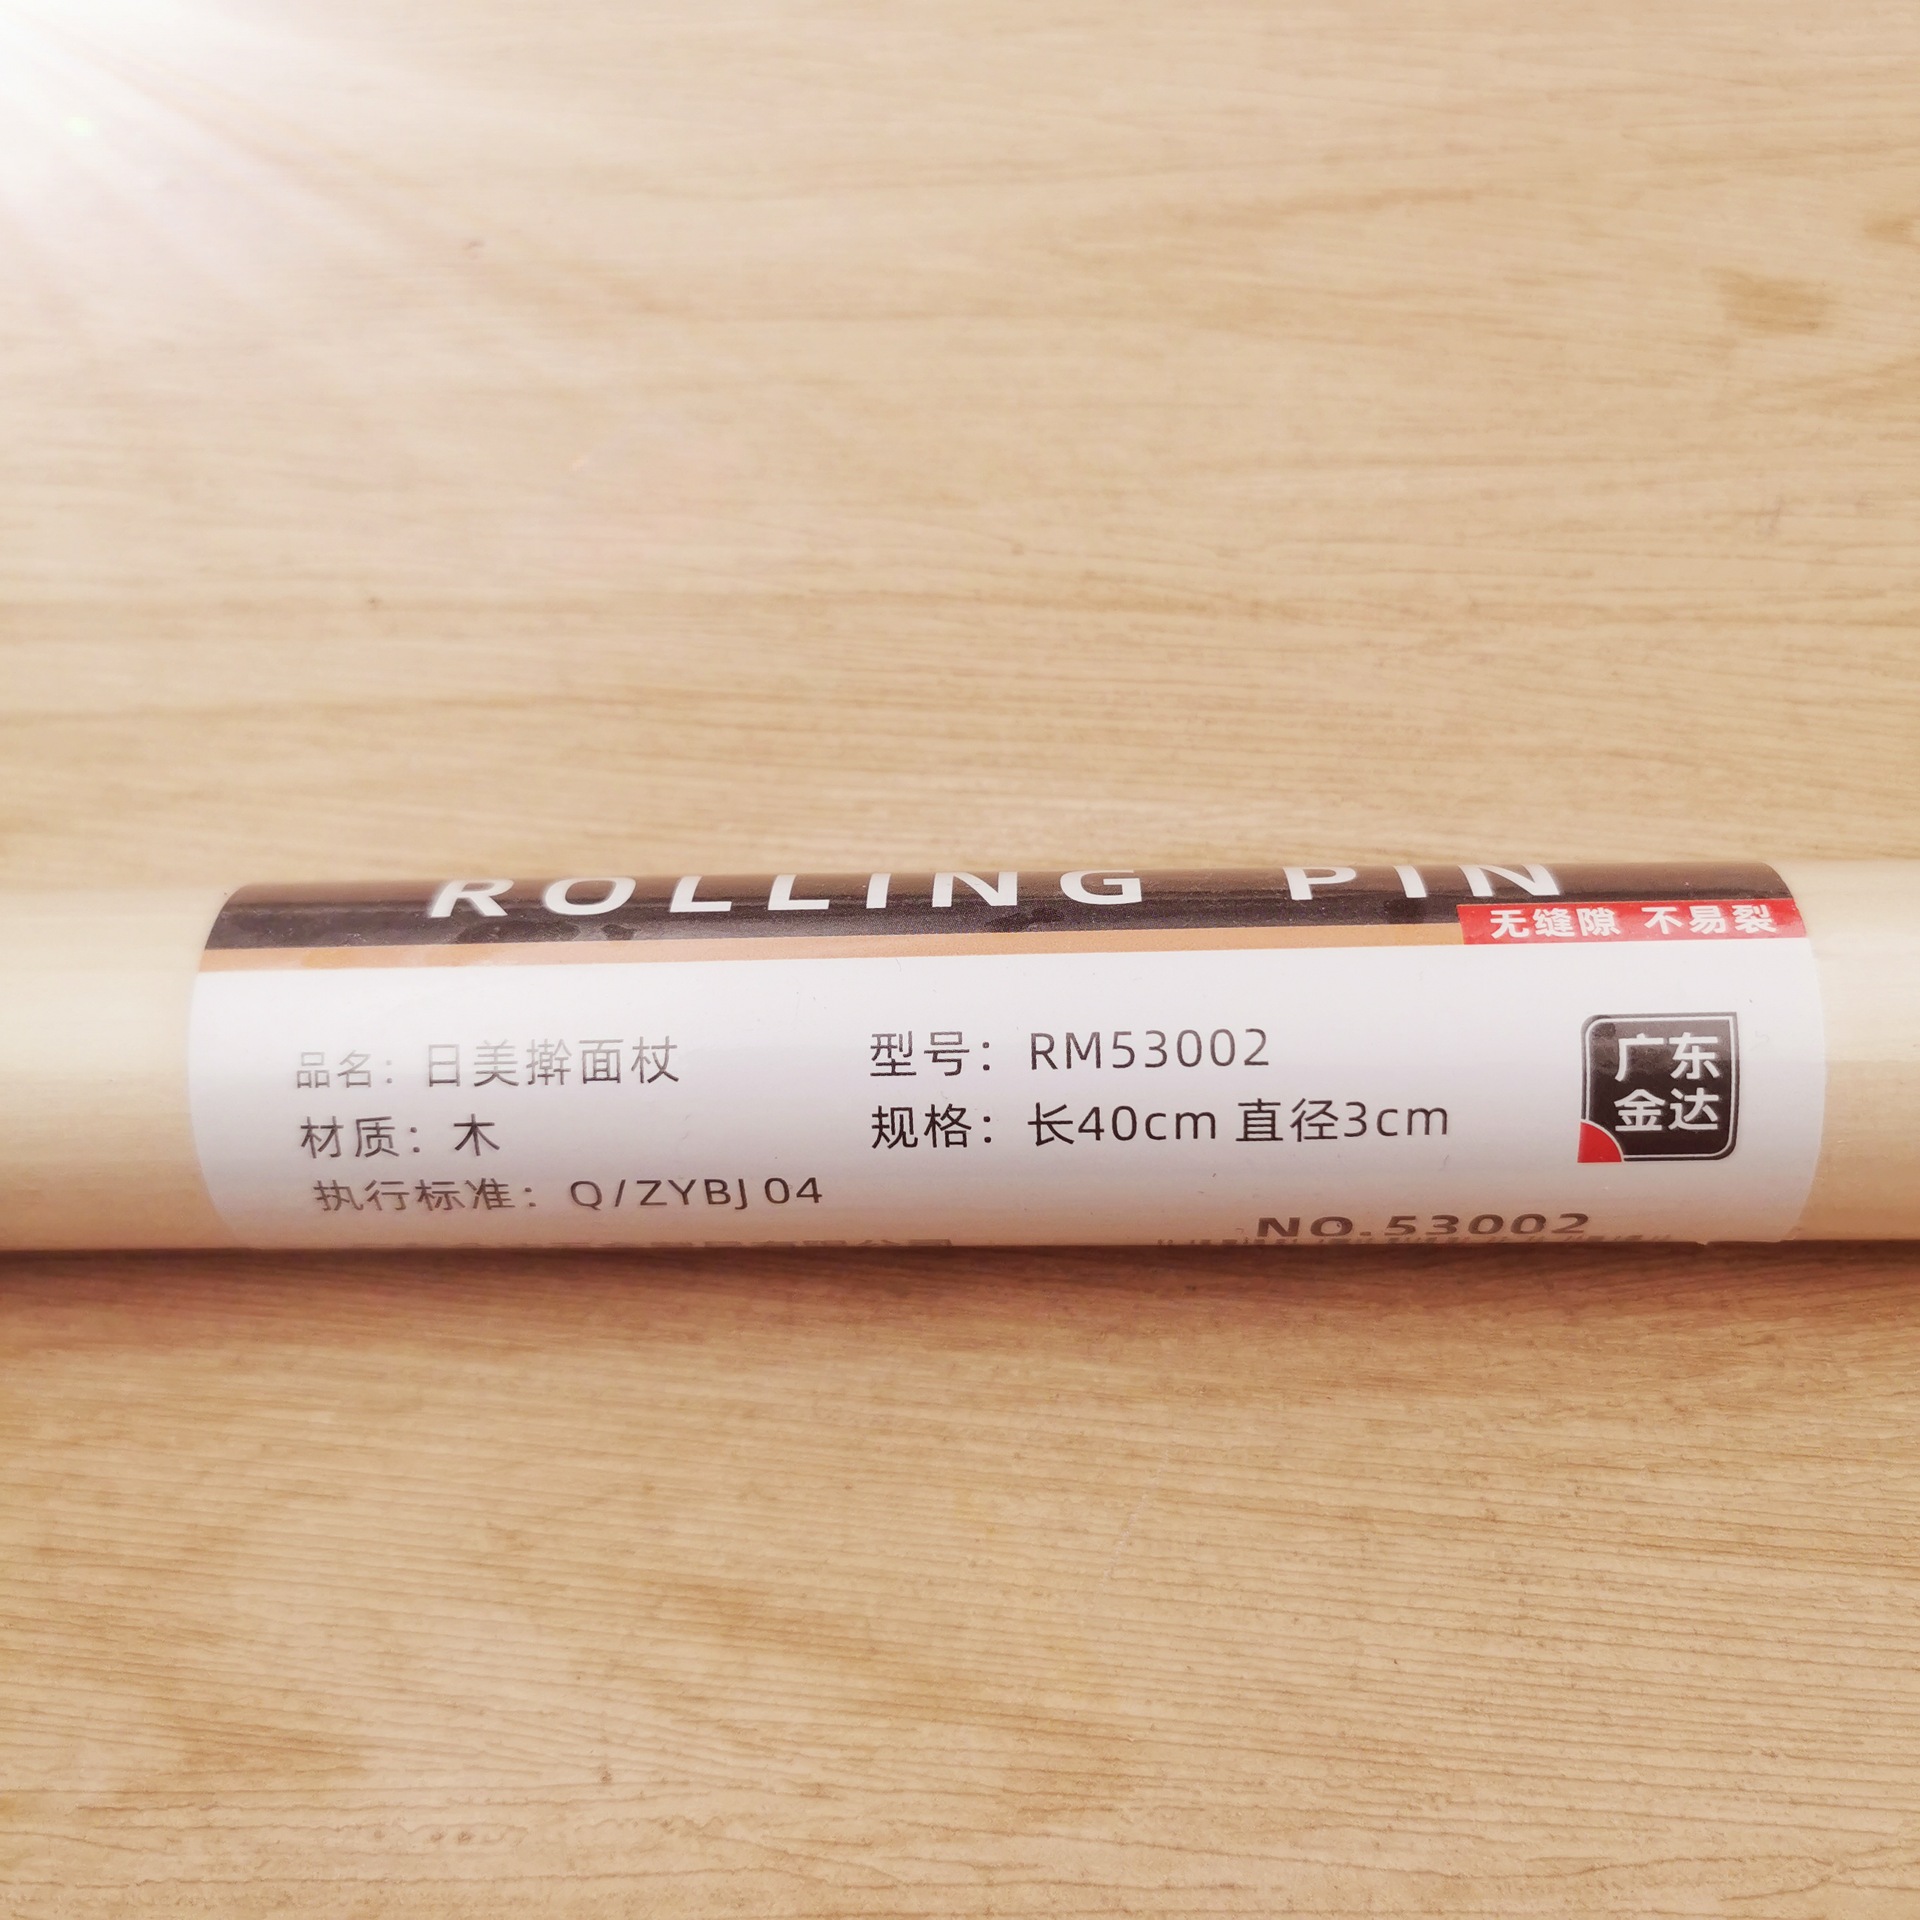 ROLLING PIN
无缝隙 不易裂
品名：日美擀面杖
材质：木
执行标准：Q/ZYBJ 04
型号：RM53002
规格：长40cm 直径3cm
广东
金达
NO.53002